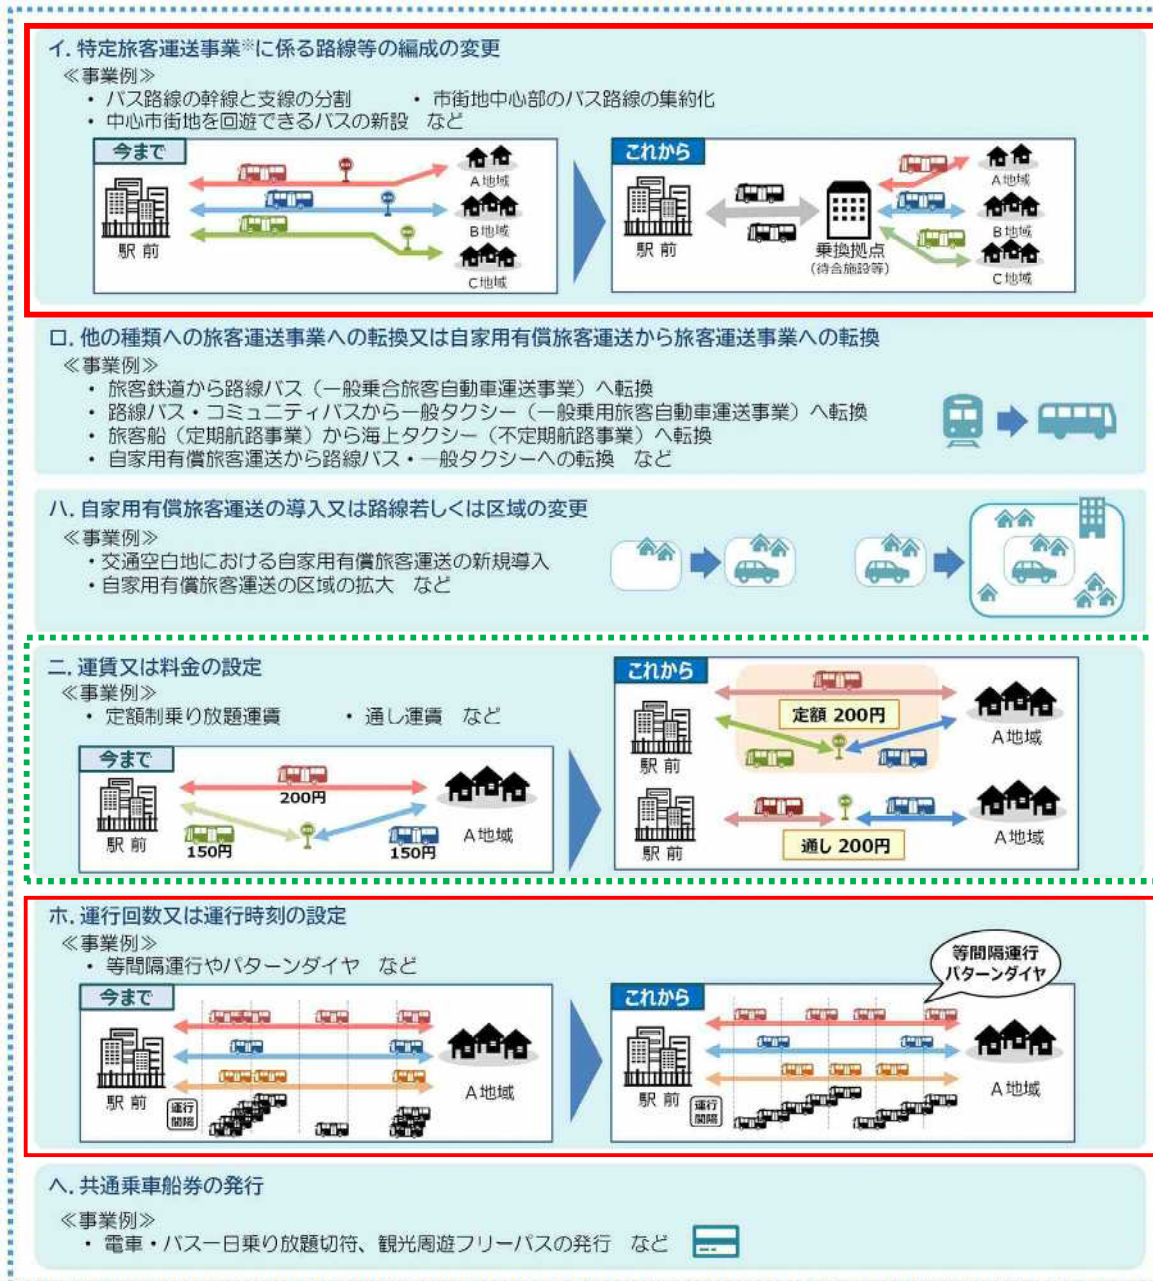 イ. 特定旅客運送事業※に係る路線等の編成の変更
≪事業例≫
・ バス路線の幹線と支線の分割　・ 市街地中心部のバス路線の集約化
・ 中心市街地を回遊できるバスの新設　など
今まで
駅 前
A地域
B地域
C地域
これから
駅 前
乗換拠点
(待合施設等)
A地域
B地域
C地域
ロ. 他の種類への旅客運送事業への転換又は自家用有償旅客運送から旅客運送事業への転換
≪事業例≫
・ 旅客鉄道から路線バス（一般乗合旅客自動車運送事業）へ転換
・ 路線バス・コミュニティバスから一般タクシー（一般乗用旅客自動車運送事業）へ転換
・ 旅客船（定期航路事業）から海上タクシー（不定期航路事業）へ転換
・ 自家用有償旅客運送から路線バス・一般タクシーへの転換　など
ハ. 自家用有償旅客運送の導入又は路線若しくは区域の変更
≪事業例≫
・交通空白地における自家用有償旅客運送の新規導入
・自家用有償旅客運送の区域の拡大　など
ニ. 運賃又は料金の設定
≪事業例≫
・ 定額制乗り放題運賃　・ 通し運賃　など
今まで
駅 前
200円
150円
150円
A地域
これから
駅 前
定額 200円
A地域
駅 前
通し 200円
A地域
ホ. 運行回数又は運行時刻の設定
≪事業例≫
・ 等間隔運行やパターンダイヤ　など
今まで
駅 前
運行
間隔
A地域
これから
等間隔運行
パターンダイヤ
駅 前
運行
間隔
A地域
ヘ. 共通乗車船券の発行
≪事業例≫
・ 電車・バス一日乗り放題切符、観光周遊フリーパスの発行　など